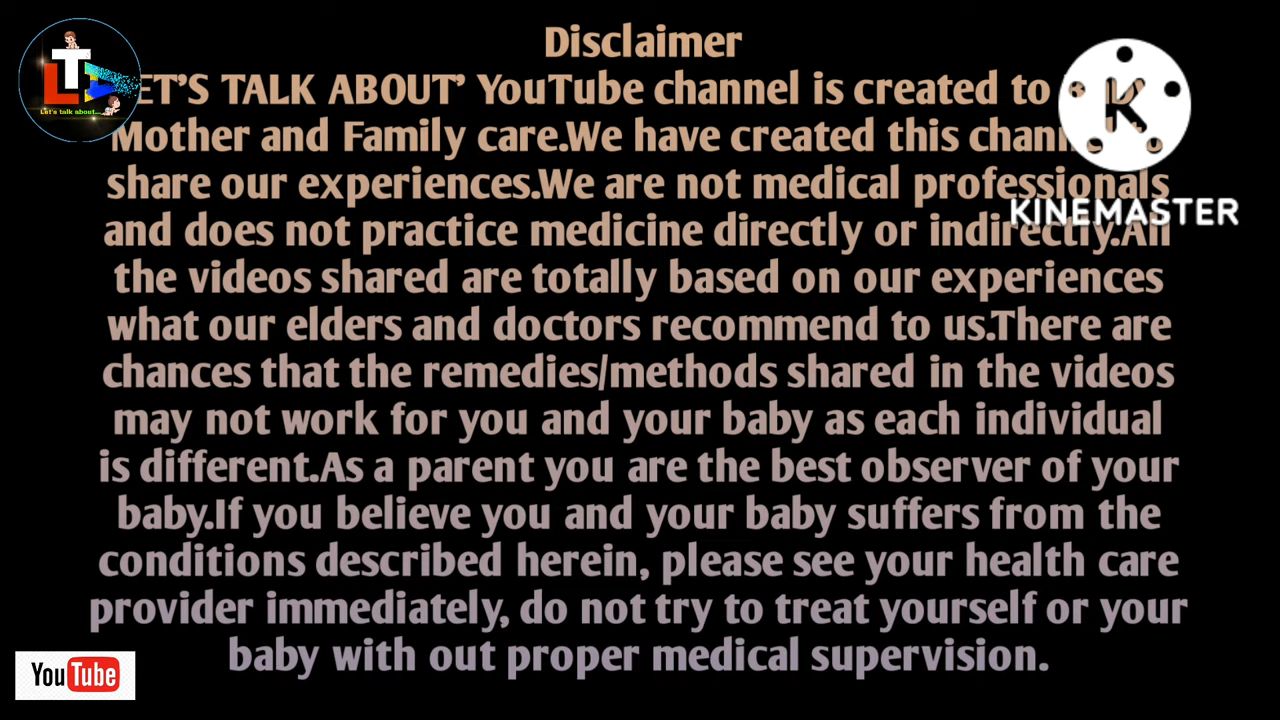 Disclaimer
LET'S TALK ABOUT' YouTube channel is created to
Mother and Family care.We have created this
share our experiences.We are not medical professionals
and does not practice medicine directly or indirectly.All
the videos shared are totally based on our experiences
what our elders and doctors recommend to us.There are
chances that the remedies/methods shared in the videos
may not work for you and your baby as each individual
is different.As a parent you are the best observer of your
baby.If you believe you and your baby suffers from the
conditions described herein, please see your health care
provider immediately, do not try to treat yourself or your
baby with out proper medical supervision.
LT
Let's talk about...
K
KINEMASTER
YouTube